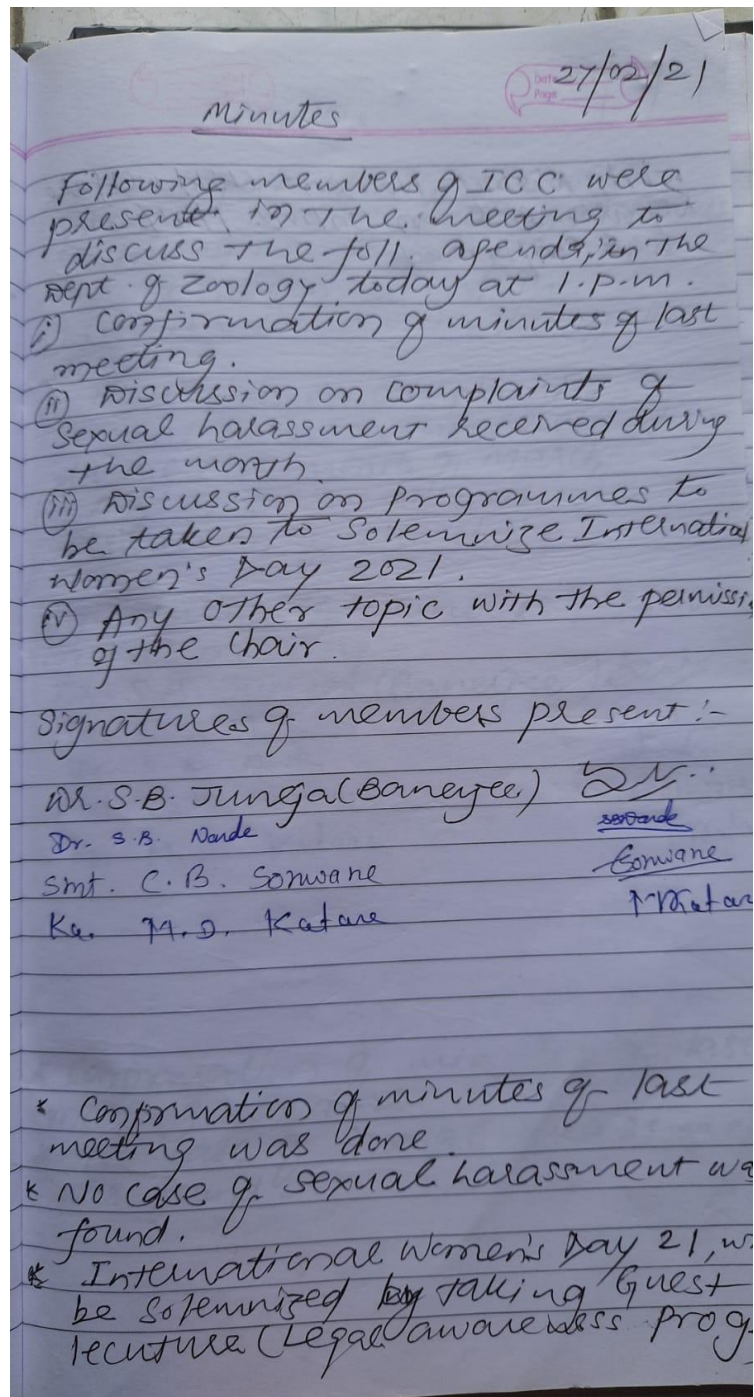 Date 27/02/21
Page
Minutes
Following members of ICC were
present in the meeting to
discuss the foll. agenda, in the
Dept. of Zoology today at 1.p.m.
i) Confirmation of minutes of last
meeting.
ii) Discussion on complaints of
Sexual harassment received during
the month.
iii) Discussion on Programmes to
be taken to Solemnize Internation
Women's Day 2021.
iv) Any other topic with the permissi
of the Chair.
Signatures of members present :-
Dr. S.B. Juneja (Banerjee)
Dr. S.B. Nande
Smt. C.B. Sonwane Sonwane
Ku. M.D. Katare MKatar
* Confirmation of minutes of last
meeting was done.
* No case of sexual harassment wa
found.
* International Women's Day 21, w
be solemnized by taking Guest
lecuture (Legal awareness prog